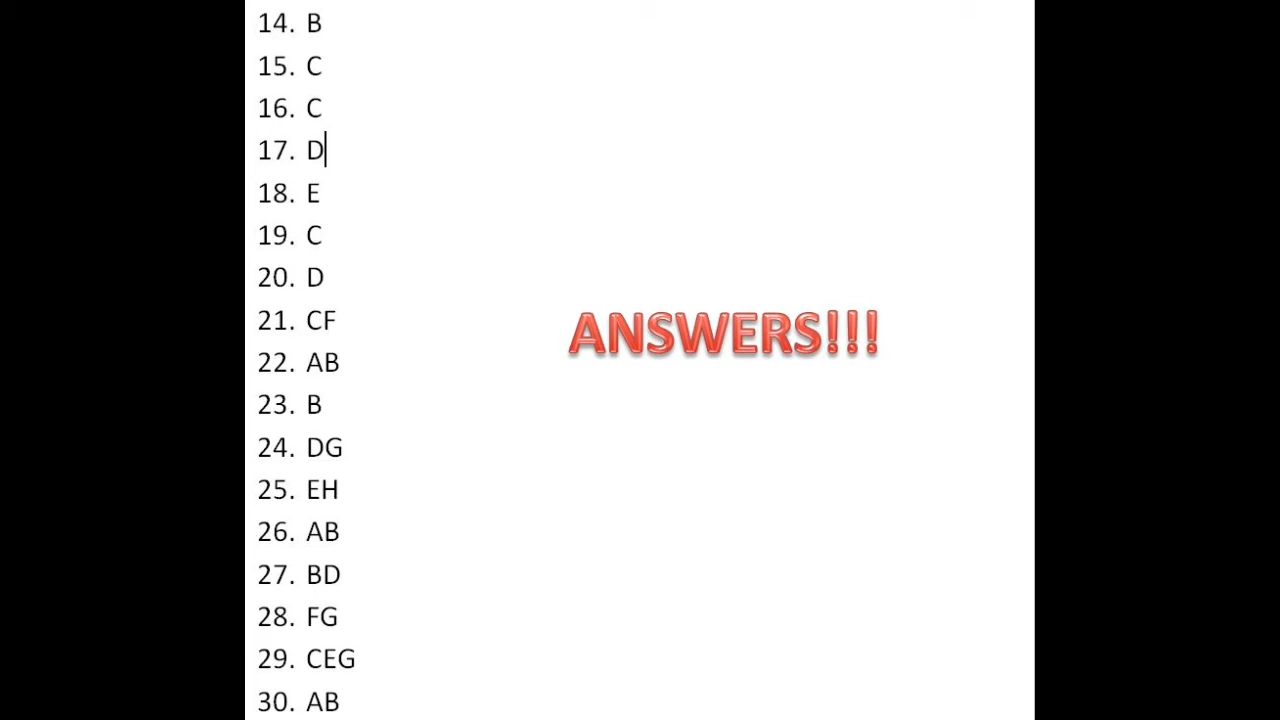 14. B
15. C
16. C
17. D
18. E
19. C
20. D
21. CF
ANSWERS!!!
22. AB
23. B
24. DG
25. EH
26. AB
27. BD
28. FG
29. CEG
30. AB